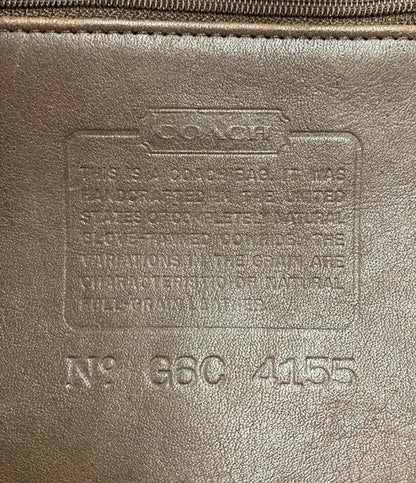 COACH
THIS IS A COACH BAG. IT WAS
HANDCRAFTED IN THE UNITED
STATES OF COMPLETELY NATURAL
GLOVE TANNED COWHIDE. THE
VARIATIONS IN THE GRAIN ARE
CHARACTERISTIC OF NATURAL
FULL-GRAIN LEATHER.
Nº G6C 4155